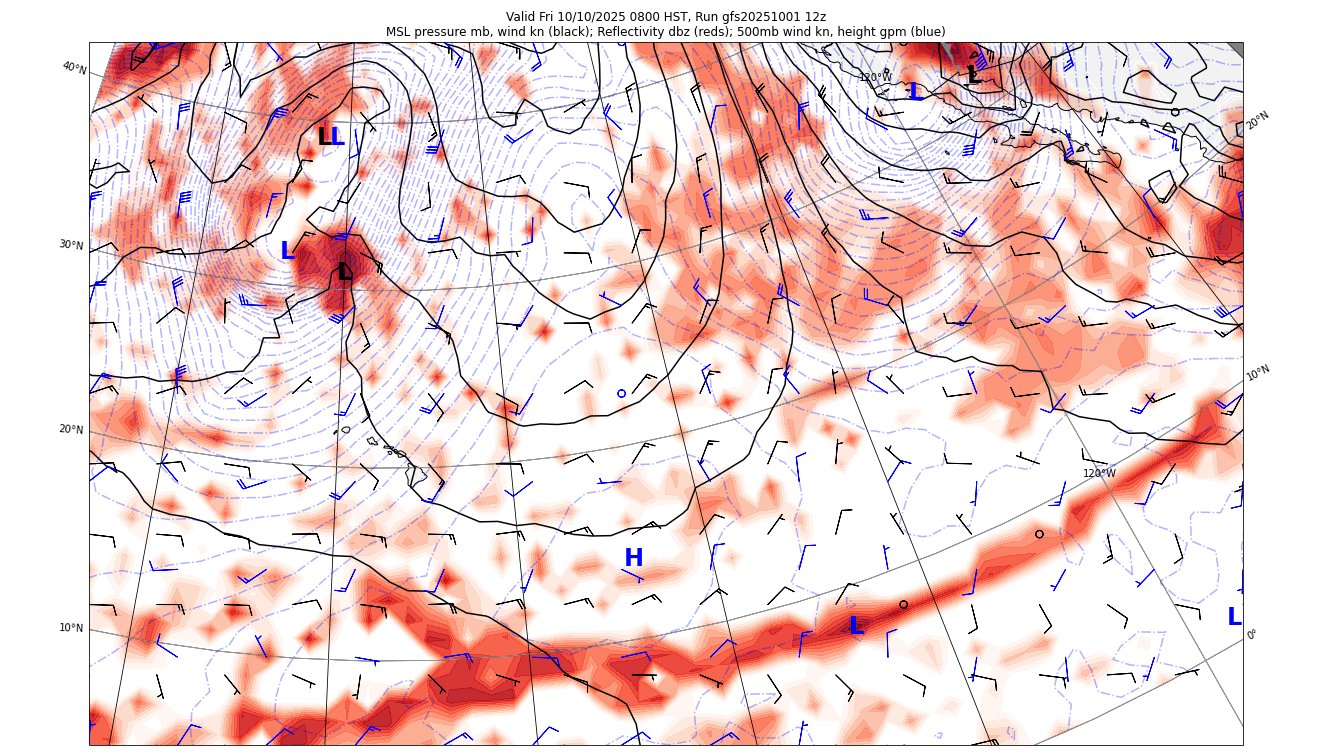 Valid Fri 10/10/2025 0800 HST, Run gfs20251001 12z
MSL pressure mb, wind kn (black); Reflectivity dbz (reds); 500mb wind kn, height gpm (blue)
40°N
120°W
L
L
20°N
L L
30°N
L
L
10°N
20°N
120°W
H
10°N
L
L
0°